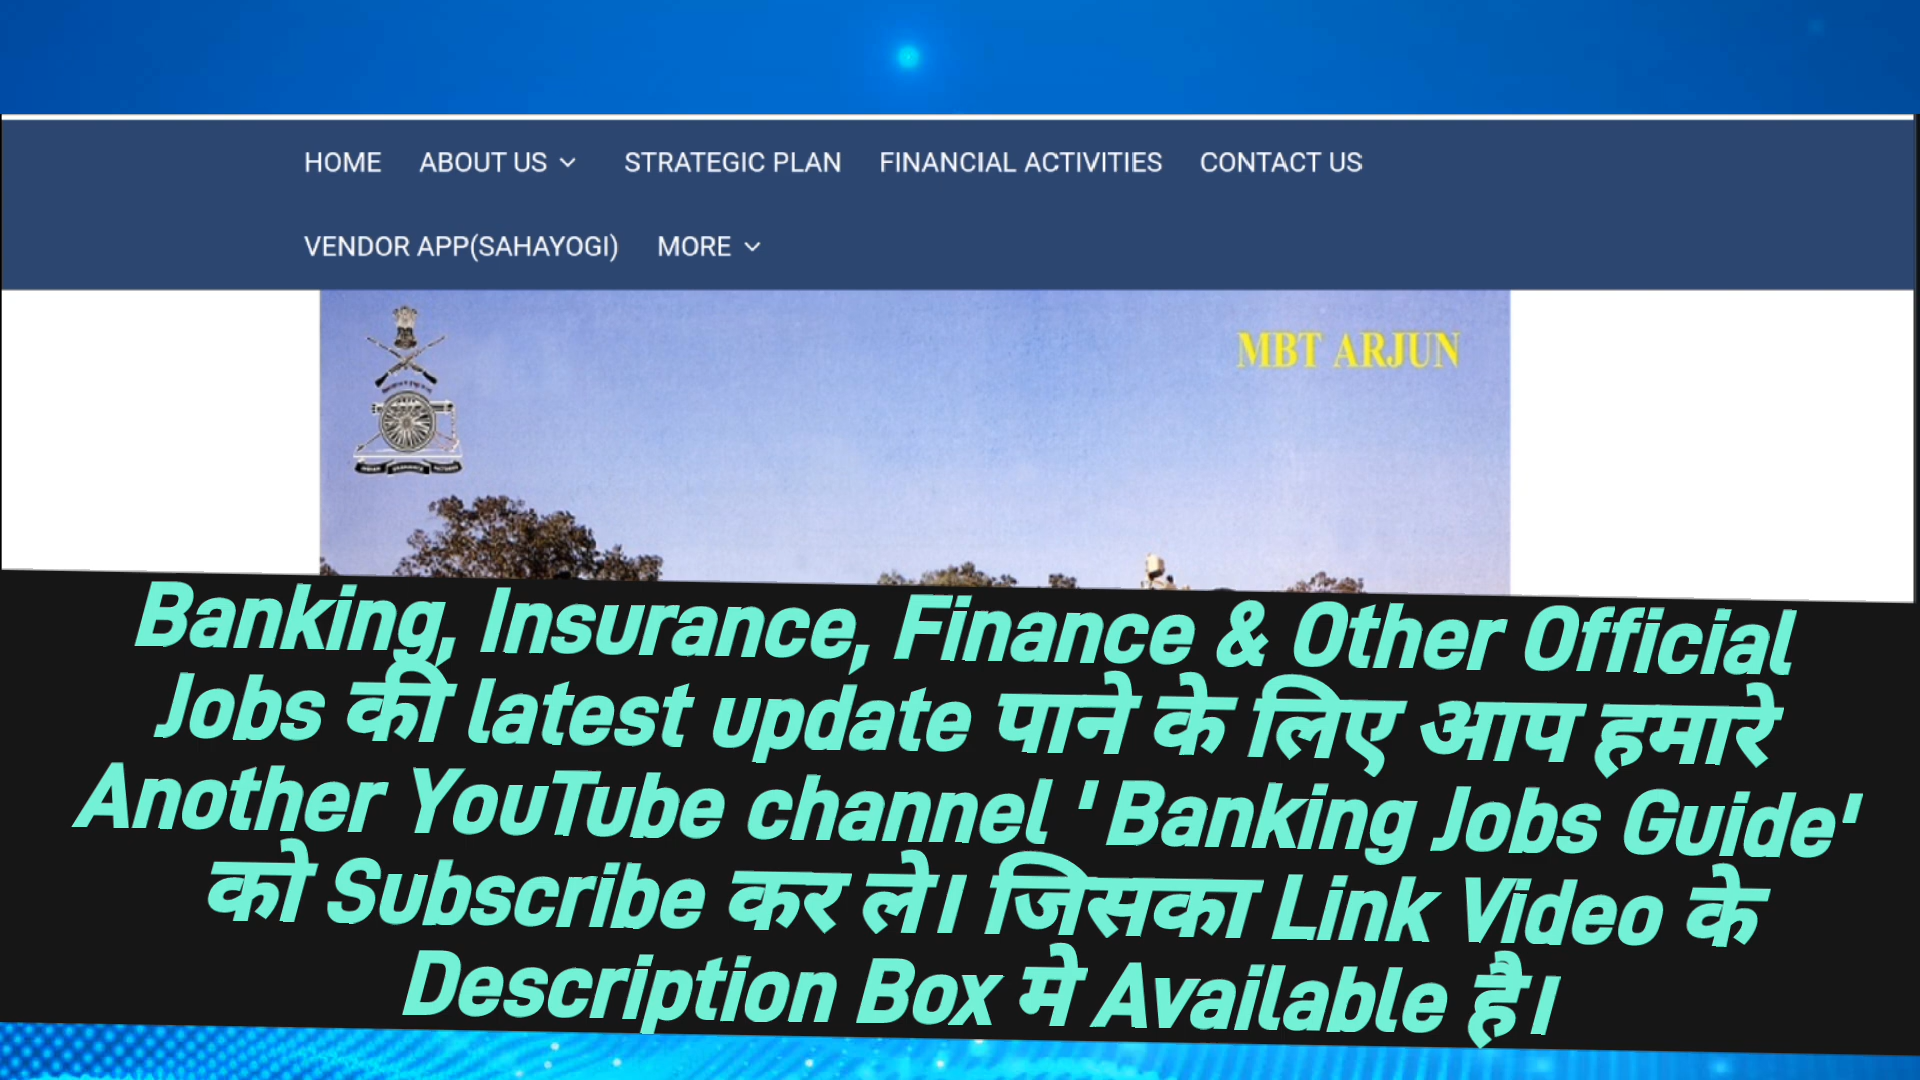 HOME ABOUT US STRATEGIC PLAN FINANCIAL ACTIVITIES CONTACT US
VENDOR APP(SAHAYOGI) MORE
MBT ARJUN
Banking, Insurance, Finance & Other Official
Jobs की latest update पाने के लिए आप हमारे
Another YouTube channel ' Banking Jobs Guide'
को Subscribe कर ले। जिसका Link Video के
Description Box मे Available है।